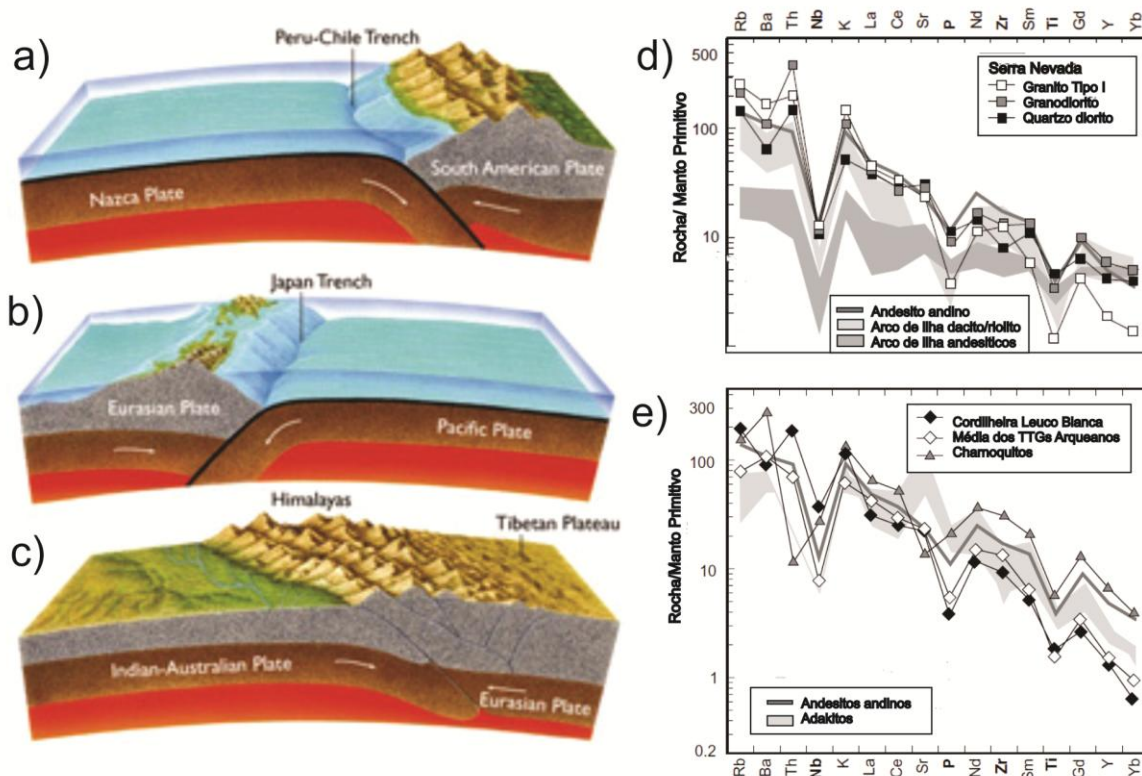 a)
Peru-Chile Trench
South American Plate
Nazca Plate
b)
Japan Trench
Eurasian Plate
Pacific Plate
c)
Himalayas
Tibetan Plateau
Indian-Australian Plate
Eurasian Plate
d)
Rb Ba Th Nb K La Ce Sr P Nd Zr Sm Ti Gd Y Yb
500
100
10
Rocha/ Manto Primitivo
Serra Nevada
Granito Tipo I
Granodiorito
Quartzo diorito
Andesito andino
Arco de ilha dacito/riolito
Arco de ilha andesiticos
e)
300
100
10
1
0.2
Rocha/Manto Primitivo
Cordilheira Leuco Blanca
Média dos TTGs Arqueanos
Charnoquitos
Andesitos andinos
Adakitos
Rb Ba Th Nb K La Ce Sr P Nd Zr Sm Ti Gd Y Yb